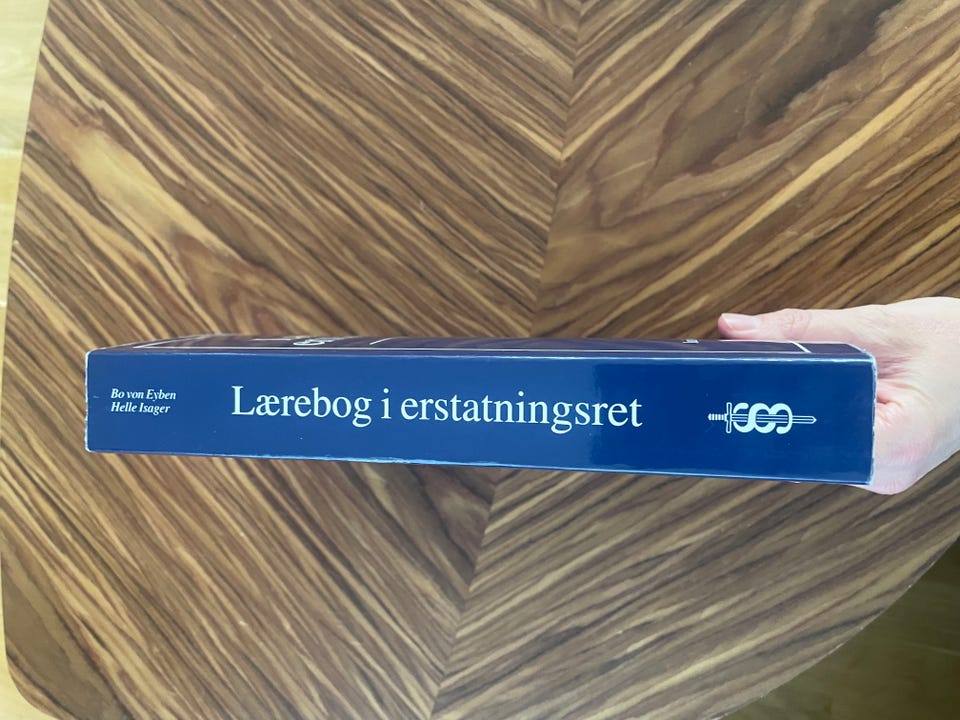 Bo von Eyben
Helle Isager
Lærebog i erstatningsret